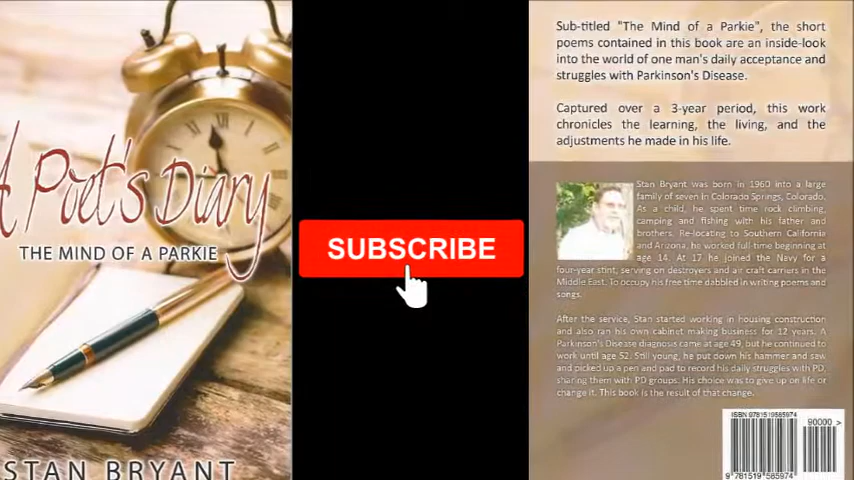 A Poet's Diary
THE MIND OF A PARKIE
STAN BRYANT
SUBSCRIBE
Sub-titled "The Mind of a Parkie", the short
poems contained in this book are an inside-look
into the world of one man's daily acceptance and
struggles with Parkinson's Disease.
Captured over a 3-year period, this work
chronicles the learning, the living, and the
adjustments he made in his life.
Stan Bryant was born in 1960 into a large
family of seven in Colorado Springs, Colorado.
As a child, he spent time rock climbing,
camping and fishing with his father and
brothers. Re-locating to Southern California
and Arizona, he worked full-time beginning at
age 14. At 17 he joined the Navy for a
four-year stint, serving on destroyers and air craft carriers in the
Middle East. To occupy his free time dabbled in writing poems and
songs.
After the service, Stan started working in housing construction
and also ran his own cabinet making business for 12 years. A
Parkinson's Disease diagnosis came at age 49, but he continued to
work until age 52. Still young, he put down his hammer and saw
and picked up a pen and pad to record his daily struggles with PD,
sharing them with PD groups. His choice was to give up on life or
change it. This book is the result of that change.
ISBN 9781519585974
90000 >
9 781519 585974